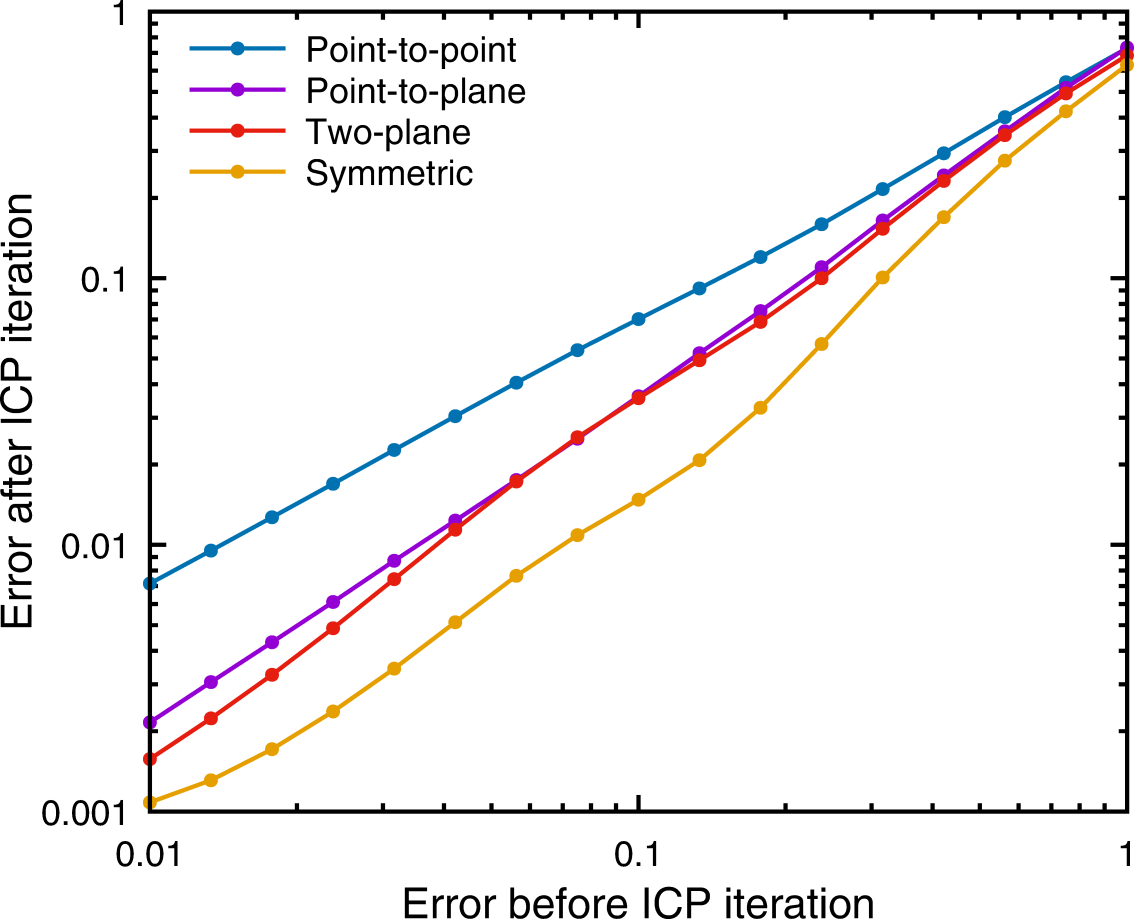 1
Point-to-point
Point-to-plane
Two-plane
Symmetric
0.1
0.01
0.001
Error after ICP iteration
0.01
0.1
1
Error before ICP iteration